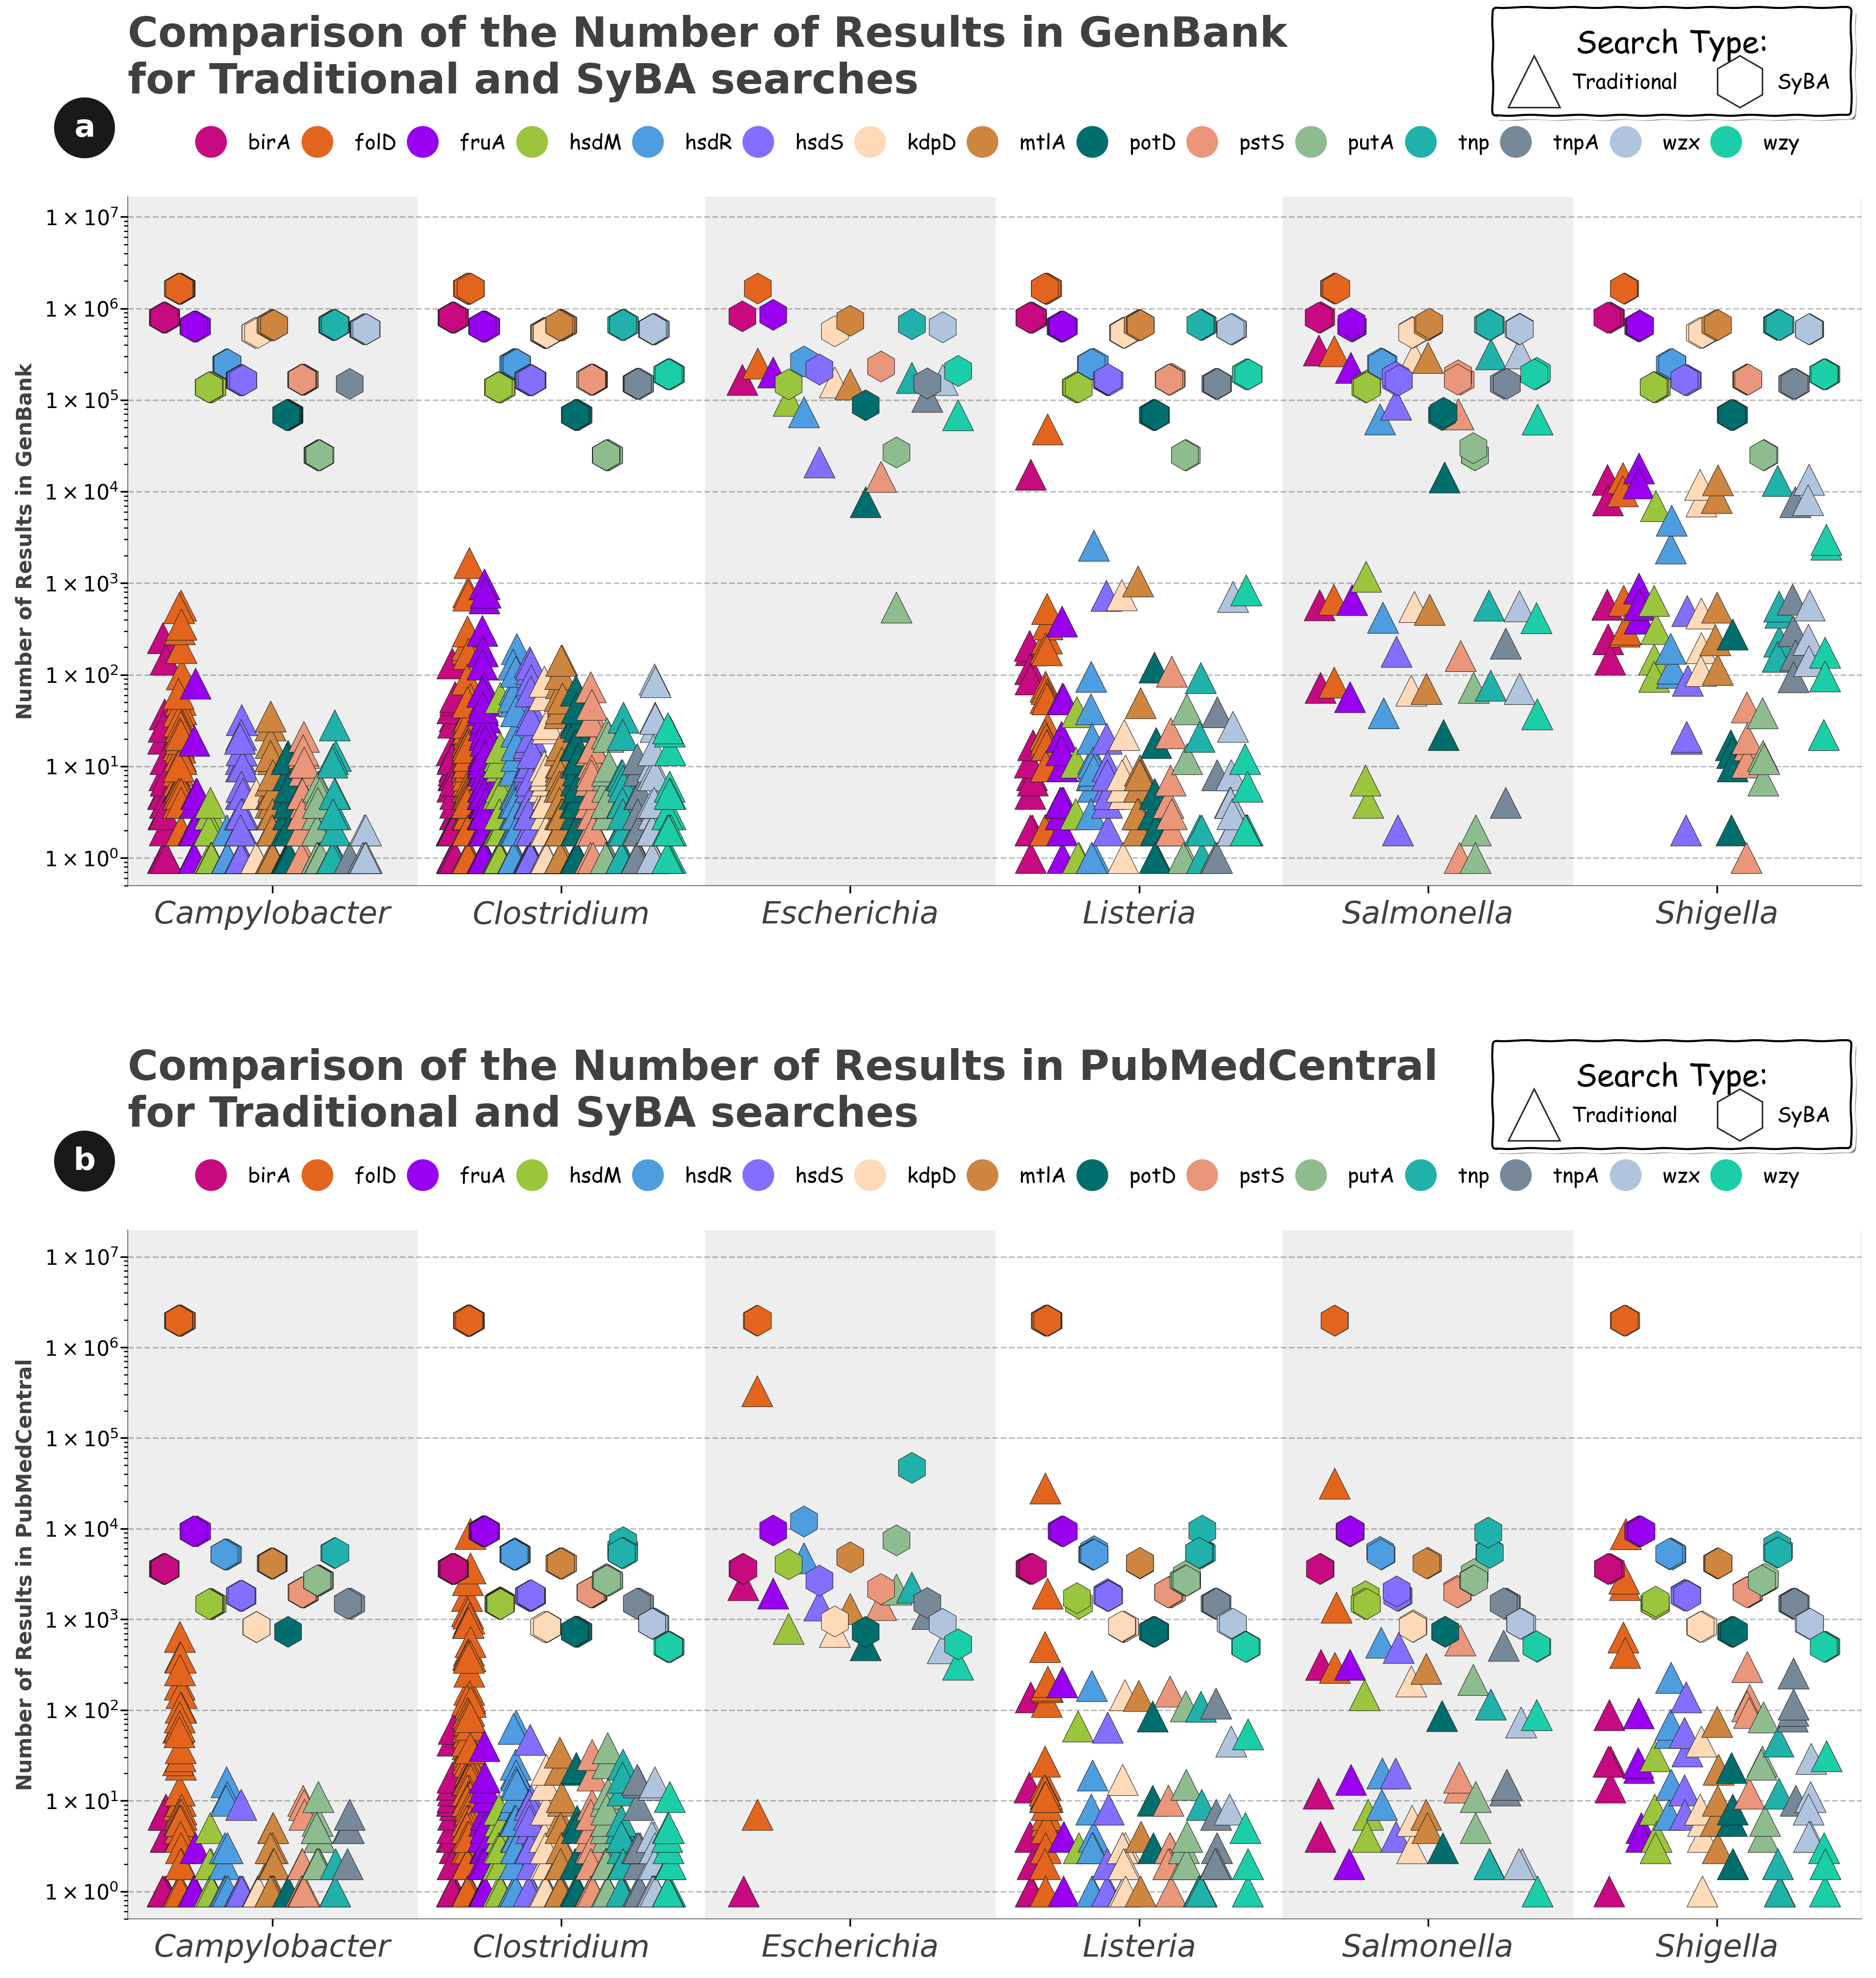 Comparison of the Number of Results in GenBank
for Traditional and SyBA searches
Search Type:
Traditional SyBA
a
birA folD fruA hsdM hsdR hsdS kdpD mtlA potD pstS putA tnp tnpA wzx wzy
Number of Results in GenBank
1 × 10⁷
1 × 10⁶
1 × 10⁵
1 × 10⁴
1 × 10³
1 × 10²
1 × 10¹
1 × 10⁰
Campylobacter Clostridium Escherichia Listeria Salmonella Shigella
Comparison of the Number of Results in PubMedCentral
for Traditional and SyBA searches
Search Type:
Traditional SyBA
b
birA folD fruA hsdM hsdR hsdS kdpD mtlA potD pstS putA tnp tnpA wzx wzy
Number of Results in PubMedCentral
1 × 10⁷
1 × 10⁶
1 × 10⁵
1 × 10⁴
1 × 10³
1 × 10²
1 × 10¹
1 × 10⁰
Campylobacter Clostridium Escherichia Listeria Salmonella Shigella